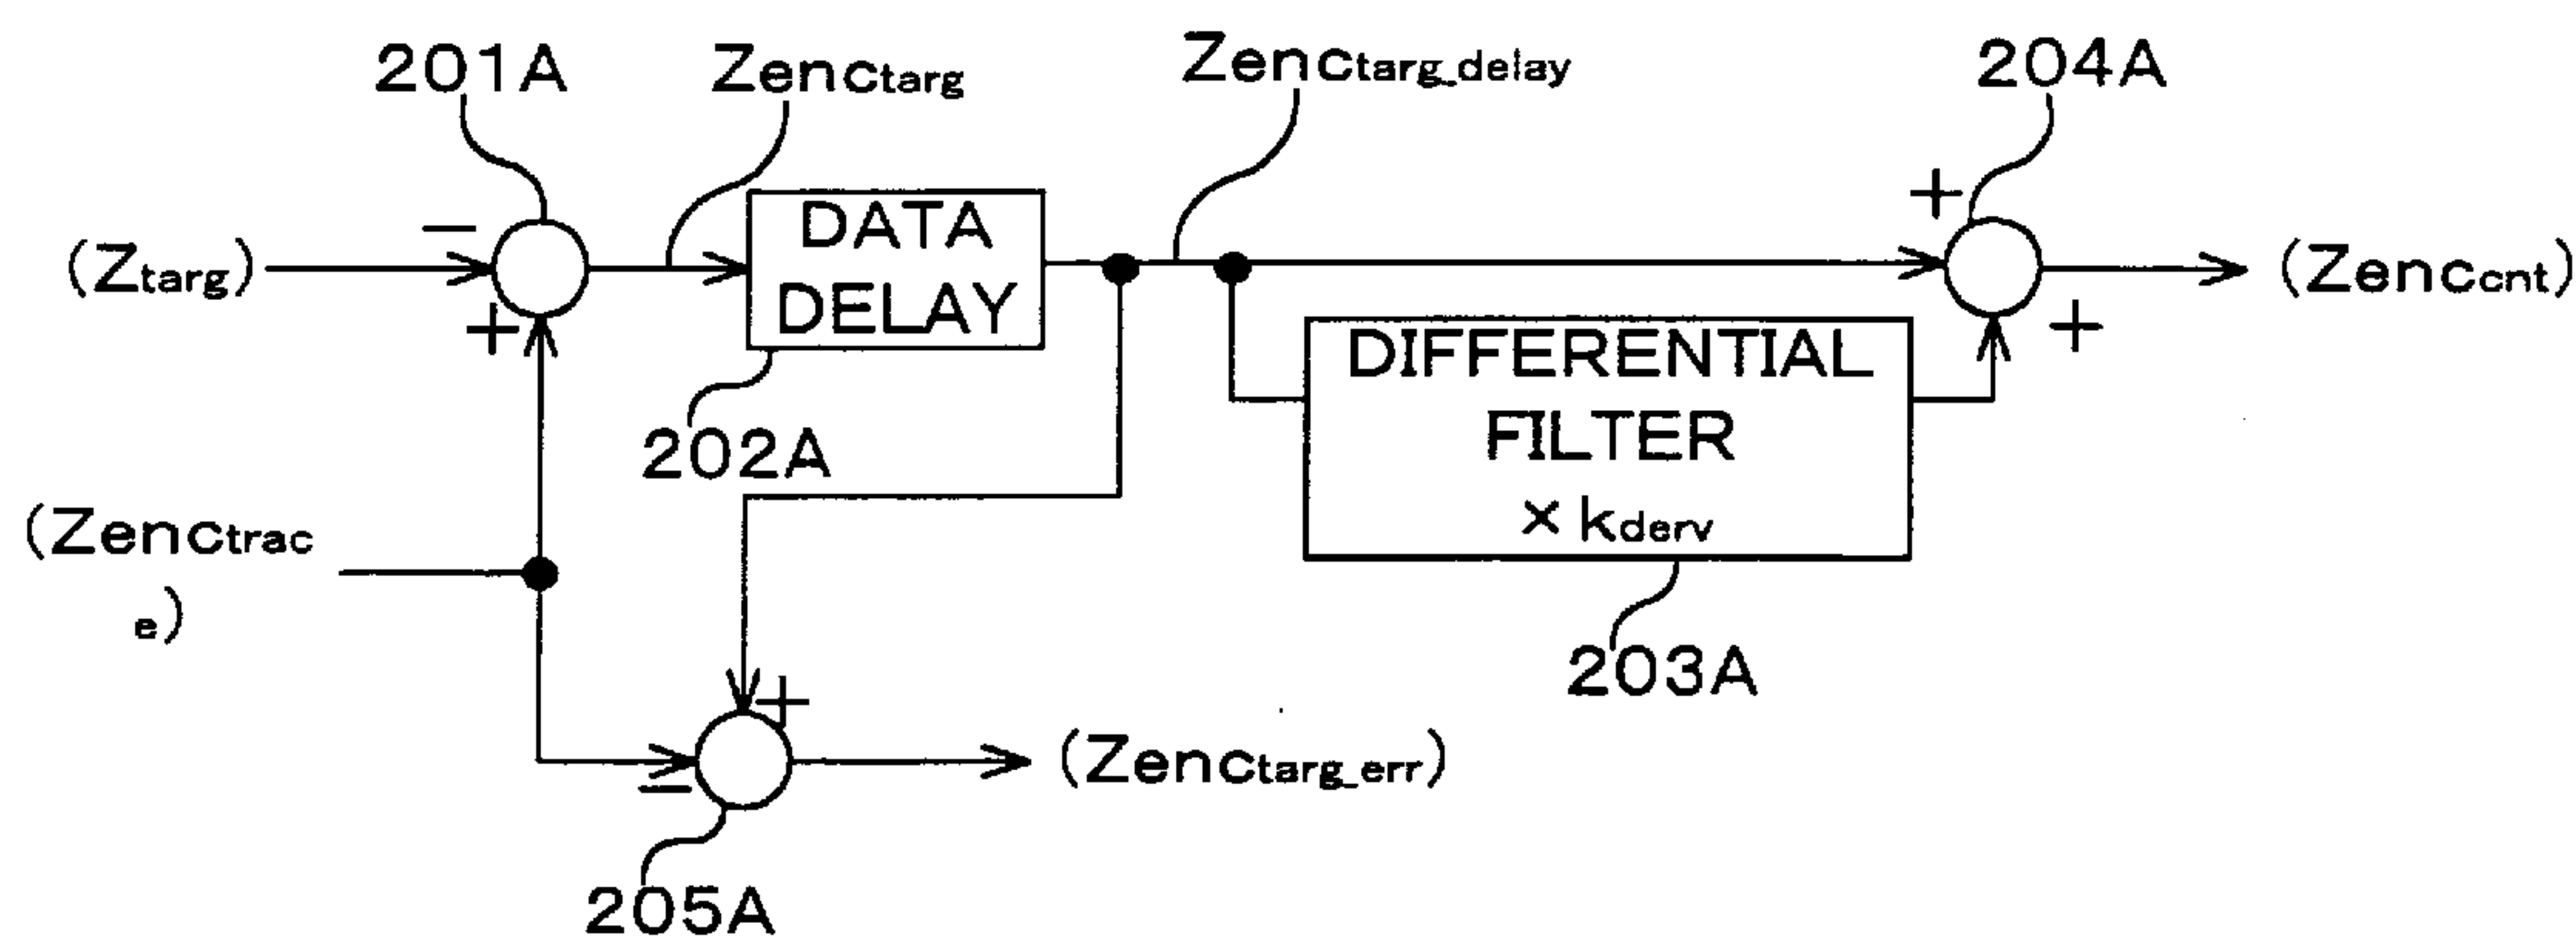 201A
Zenctarg
Zenctarg_delay
204A
+
−
DATA
DELAY
(Ztarg)
(Zenccnt)
+
+
DIFFERENTIAL
FILTER
× kderv
202A
(Zenctrac
e)
203A
+
(Zenctarg_err)
−
205A